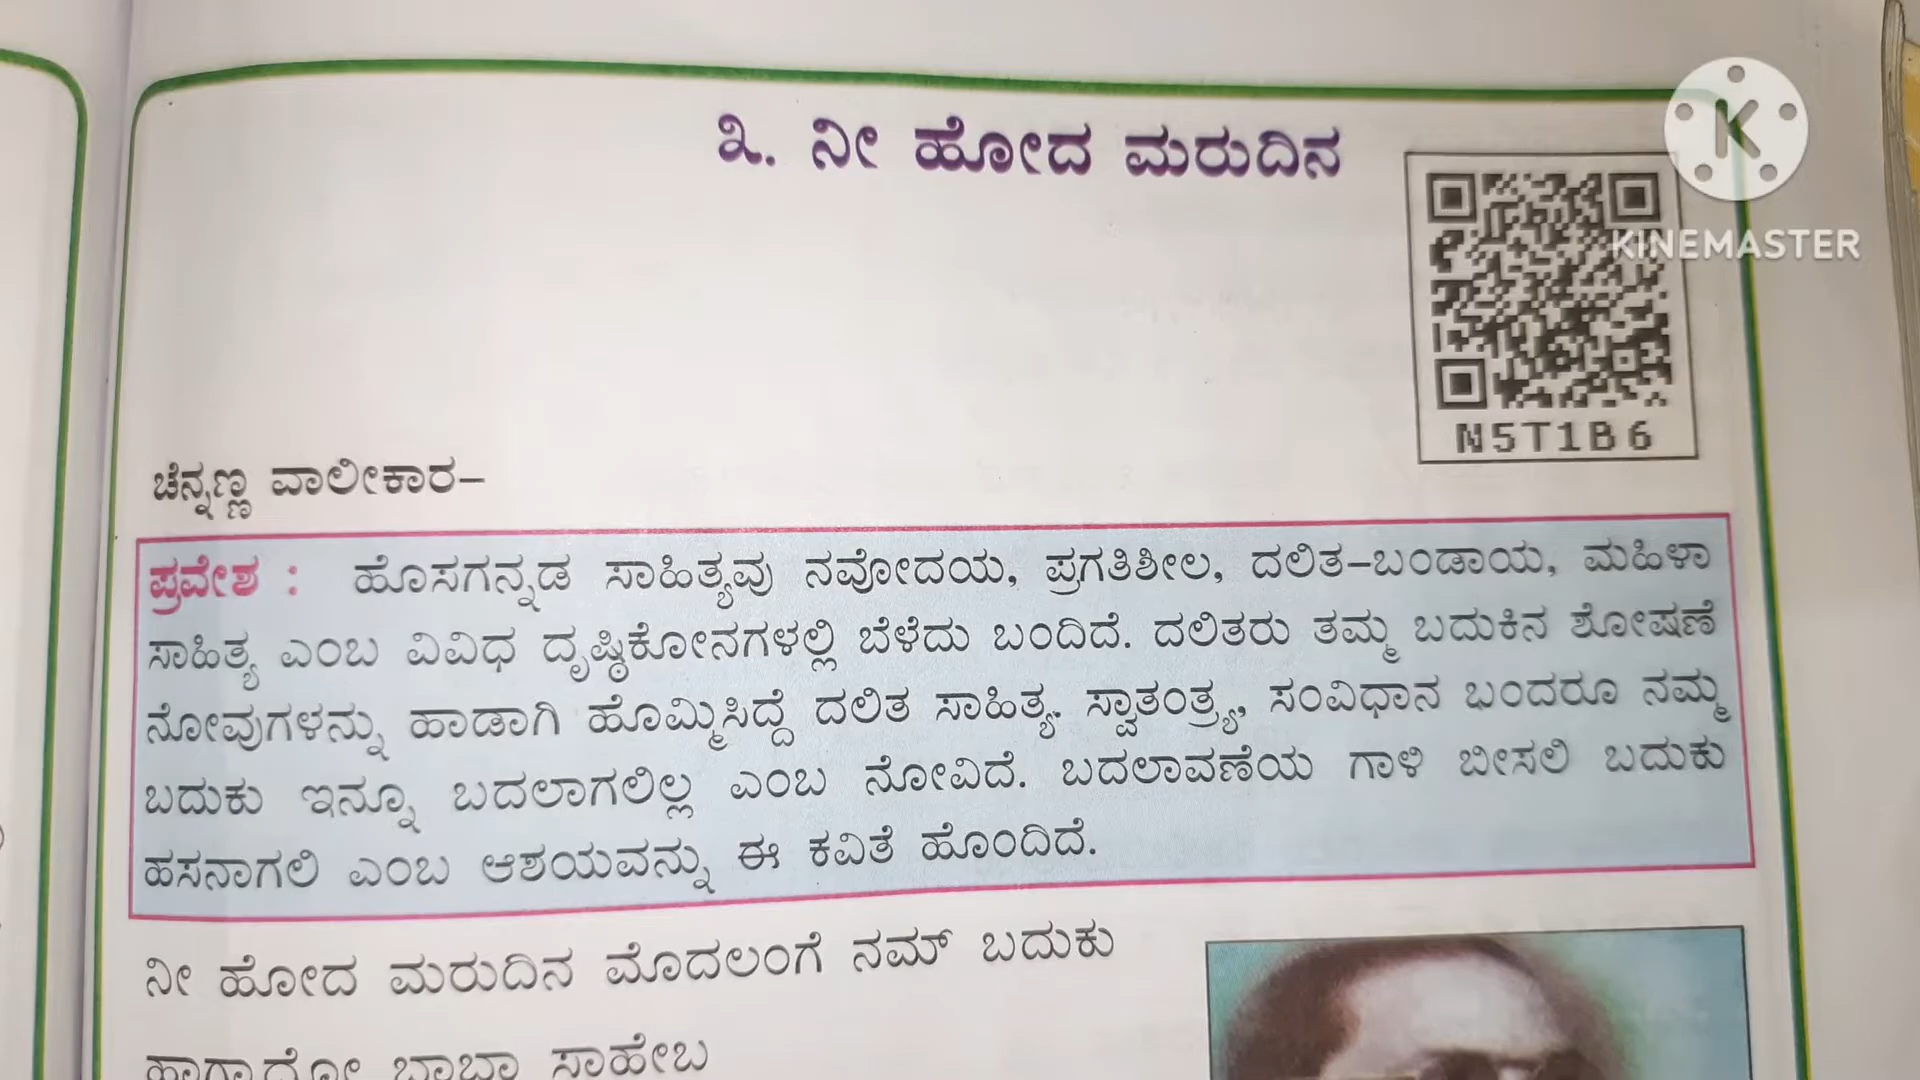 ೩. ನೀ ಹೋದ ಮರುದಿನ
K
KINEMASTER
N5T1B6
ಚೆನ್ನಣ್ಣ ವಾಲೀಕಾರ–
ಪ್ರವೇಶ : ಹೊಸಗನ್ನಡ ಸಾಹಿತ್ಯವು ನವೋದಯ, ಪ್ರಗತಿಶೀಲ, ದಲಿತ–ಬಂಡಾಯ, ಮಹಿಳಾ
ಸಾಹಿತ್ಯ ಎಂಬ ವಿವಿಧ ದೃಷ್ಠಿಕೋನಗಳಲ್ಲಿ ಬೆಳೆದು ಬಂದಿದೆ. ದಲಿತರು ತಮ್ಮ ಬದುಕಿನ ಶೋಷಣೆ
ನೋವುಗಳನ್ನು ಹಾಡಾಗಿ ಹೊಮ್ಮಿಸಿದ್ದೆ ದಲಿತ ಸಾಹಿತ್ಯ. ಸ್ವಾತಂತ್ರ್ಯ, ಸಂವಿಧಾನ ಬಂದರೂ ನಮ್ಮ
ಬದುಕು ಇನ್ನೂ ಬದಲಾಗಲಿಲ್ಲ ಎಂಬ ನೋವಿದೆ. ಬದಲಾವಣೆಯ ಗಾಳಿ ಬೀಸಲಿ ಬದುಕು
ಹಸನಾಗಲಿ ಎಂಬ ಆಶಯವನ್ನು ಈ ಕವಿತೆ ಹೊಂದಿದೆ.
ನೀ ಹೋದ ಮರುದಿನ ಮೊದಲಂಗೆ ನಮ್ ಬದುಕು
ಬಾಬಾ ಸಾಹೇಬ